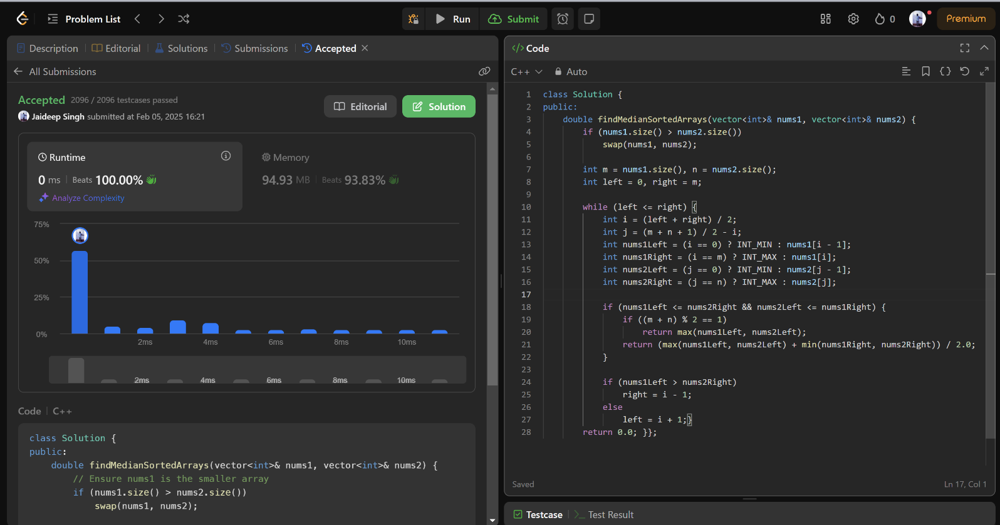 Problem List
Run
Submit
0
Premium
Description
Editorial
Solutions
Submissions
Accepted
All Submissions
Accepted 2096 / 2096 testcases passed
Jaideep Singh submitted at Feb 05, 2025 16:21
Editorial
Solution
Runtime
0 ms | Beats 100.00%
Analyze Complexity
Memory
94.93 MB | Beats 93.83%
75%
50%
25%
0%
2ms 4ms 6ms 8ms 10ms
2ms 4ms 6ms 8ms 10ms
Code | C++
class Solution {
public:
    double findMedianSortedArrays(vector<int>& nums1, vector<int>& nums2) {
        // Ensure nums1 is the smaller array
        if (nums1.size() > nums2.size())
            swap(nums1, nums2);
</> Code
C++ Auto
1 class Solution {
2 public:
3     double findMedianSortedArrays(vector<int>& nums1, vector<int>& nums2) {
4         if (nums1.size() > nums2.size())
5             swap(nums1, nums2);
6
7         int m = nums1.size(), n = nums2.size();
8         int left = 0, right = m;
9
10         while (left <= right) {
11             int i = (left + right) / 2;
12             int j = (m + n + 1) / 2 - i;
13             int nums1Left = (i == 0) ? INT_MIN : nums1[i - 1];
14             int nums1Right = (i == m) ? INT_MAX : nums1[i];
15             int nums2Left = (j == 0) ? INT_MIN : nums2[j - 1];
16             int nums2Right = (j == n) ? INT_MAX : nums2[j];
17
18             if (nums1Left <= nums2Right && nums2Left <= nums1Right) {
19                 if ((m + n) % 2 == 1)
20                     return max(nums1Left, nums2Left);
21                 return (max(nums1Left, nums2Left) + min(nums1Right, nums2Right)) / 2.0;
22             }
23
24             if (nums1Left > nums2Right)
25                 right = i - 1;
26             else
27                 left = i + 1;}
28         return 0.0; }};
Saved
Ln 17, Col 1
Testcase
Test Result